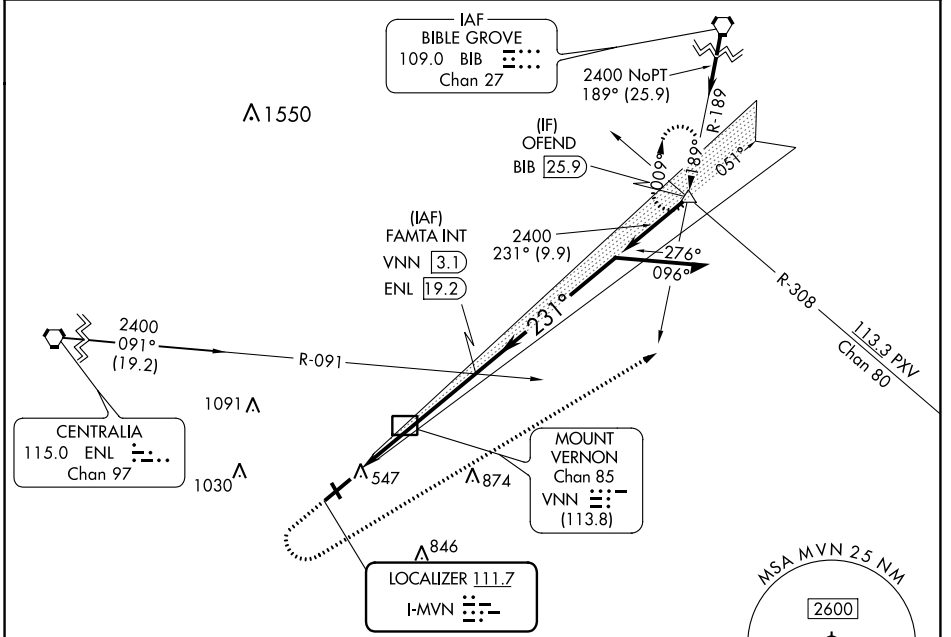 IAF
BIBLE GROVE
109.0 BIB
Chan 27
2400 NoPT
189° (25.9)
R-189
1550
(IF)
OFEND
BIB 25.9
009°
189°
051°
(IAF)
FAMTA INT
VNN 3.1
ENL 19.2
2400
231° (9.9)
276°
096°
231°
R-308
113.3 PXV
Chan 80
2400
091°
(19.2)
R-091
CENTRALIA
115.0 ENL
Chan 97
1091
1030
547
874
MOUNT
VERNON
Chan 85
VNN
(113.8)
846
LOCALIZER 111.7
I-MVN
MSA MVN 25 NM
2600